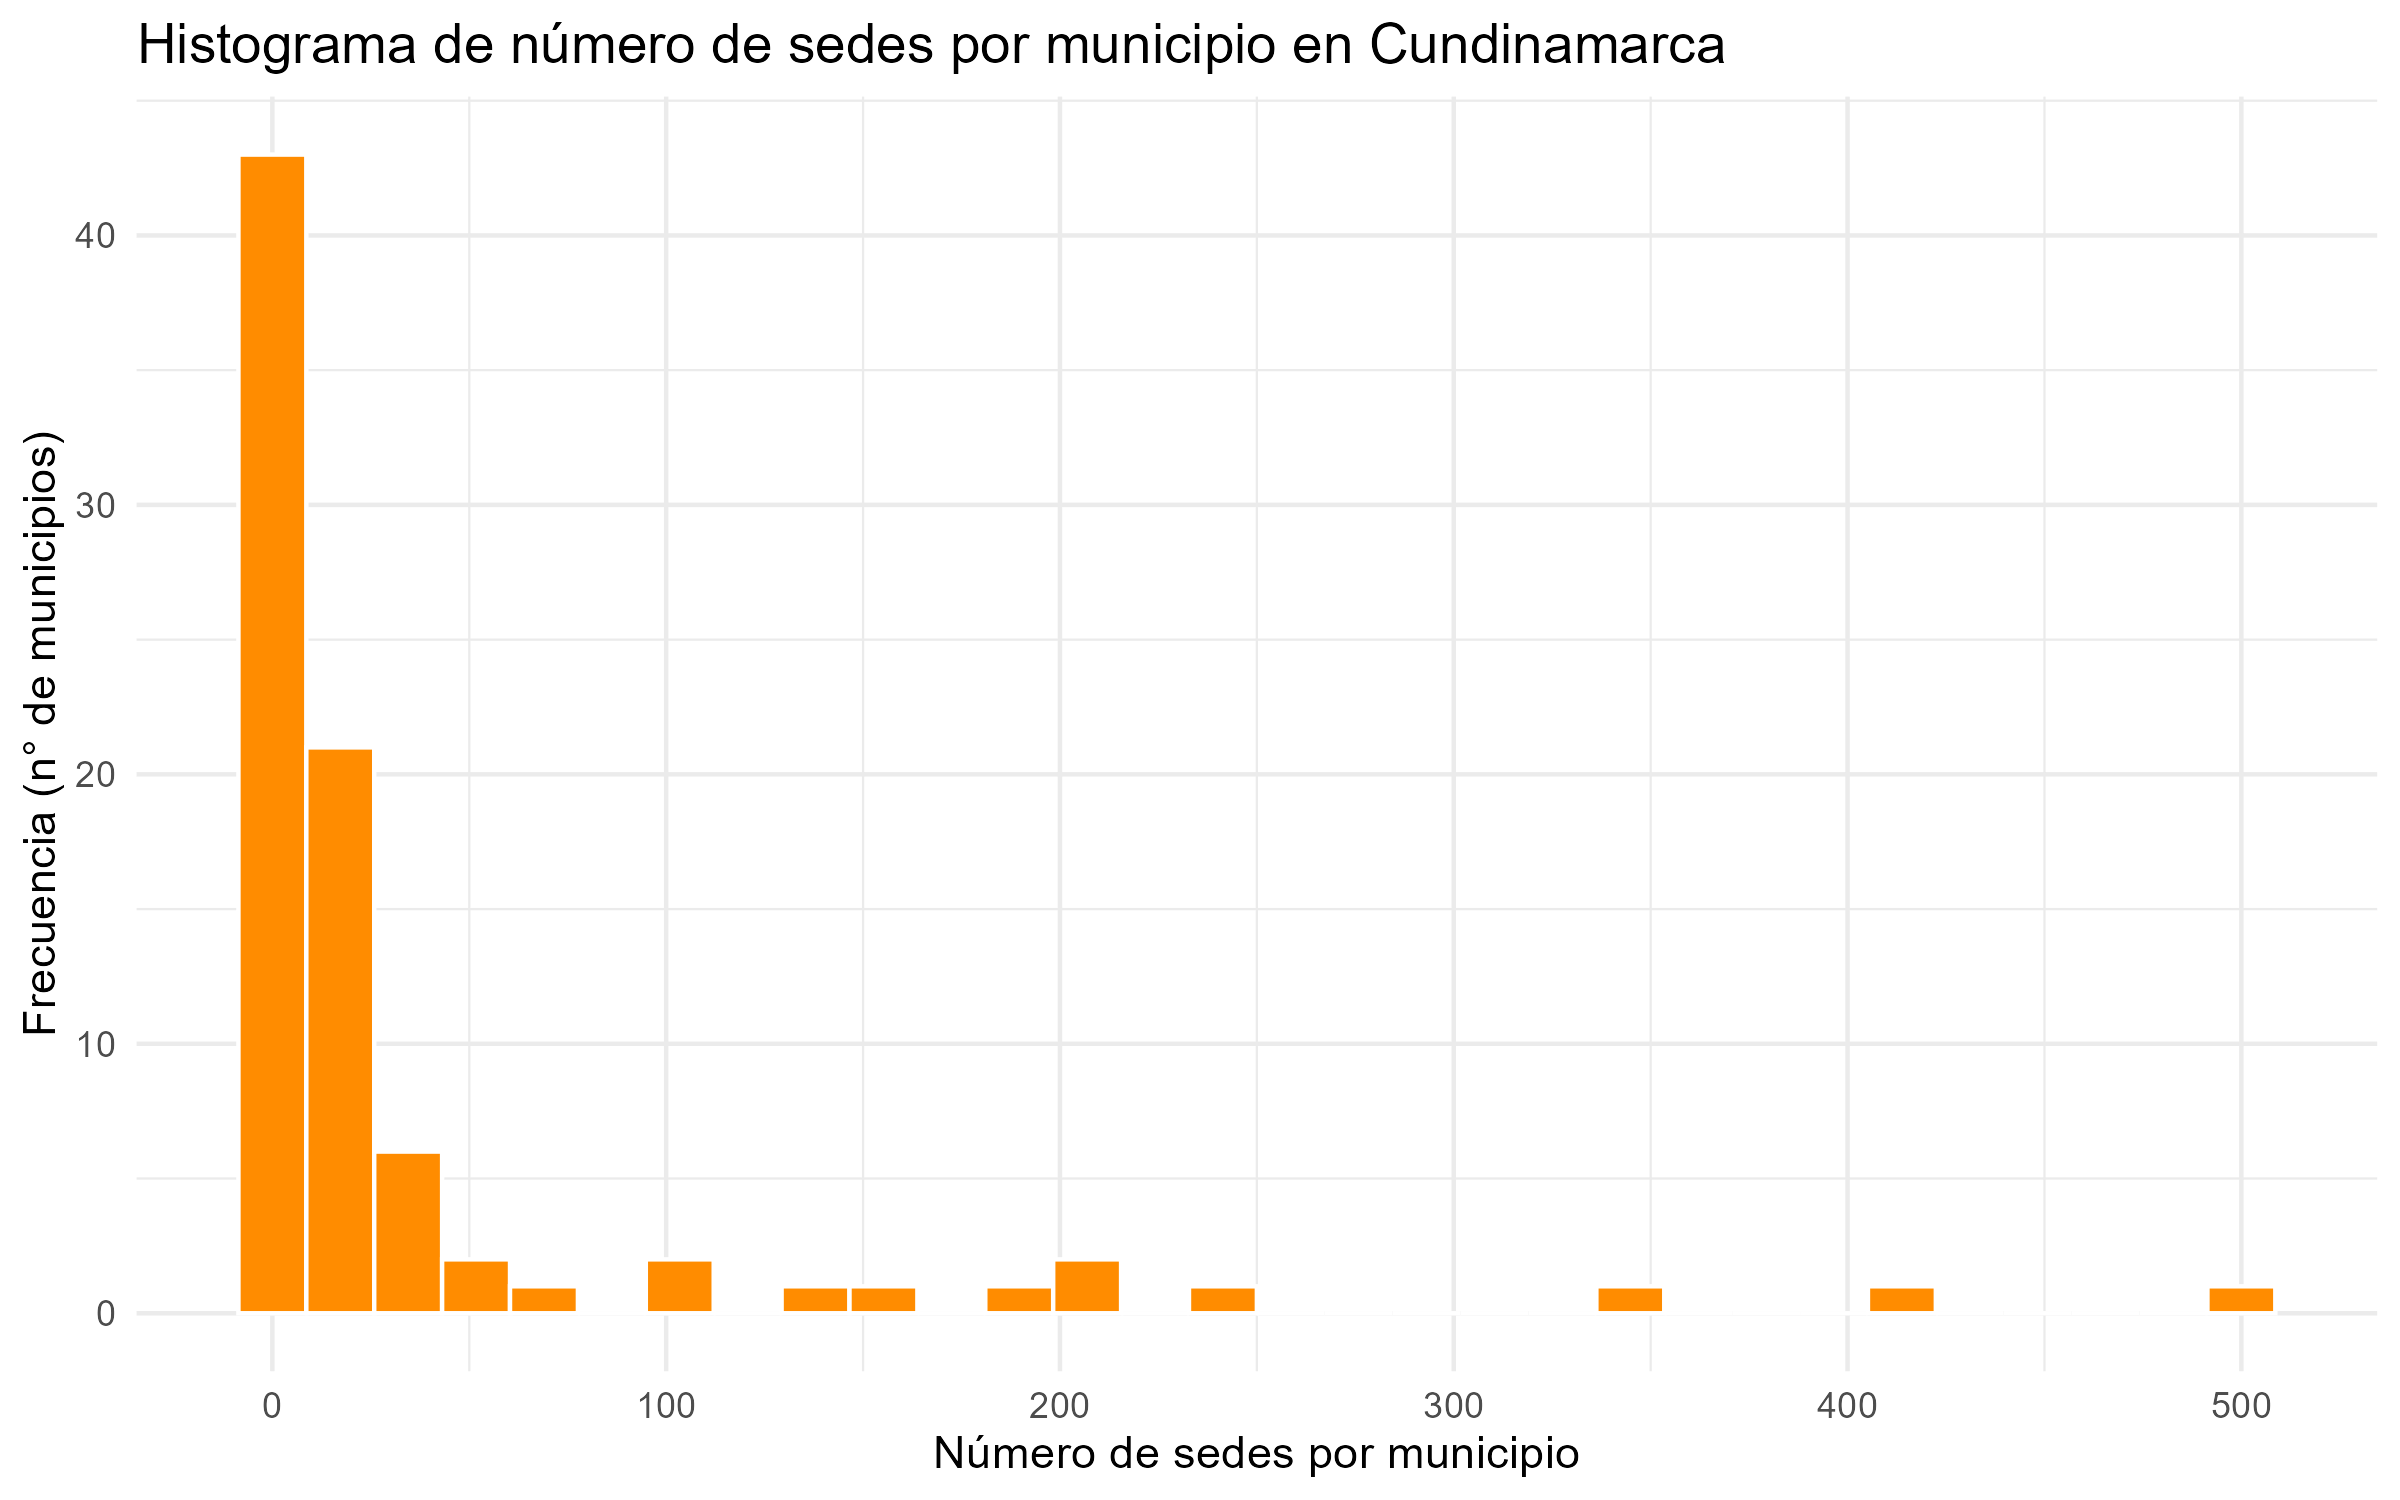 Histograma de número de sedes por municipio en Cundinamarca
Frecuencia (n° de municipios)
40
30
20
10
0
0 100 200 300 400 500
Número de sedes por municipio